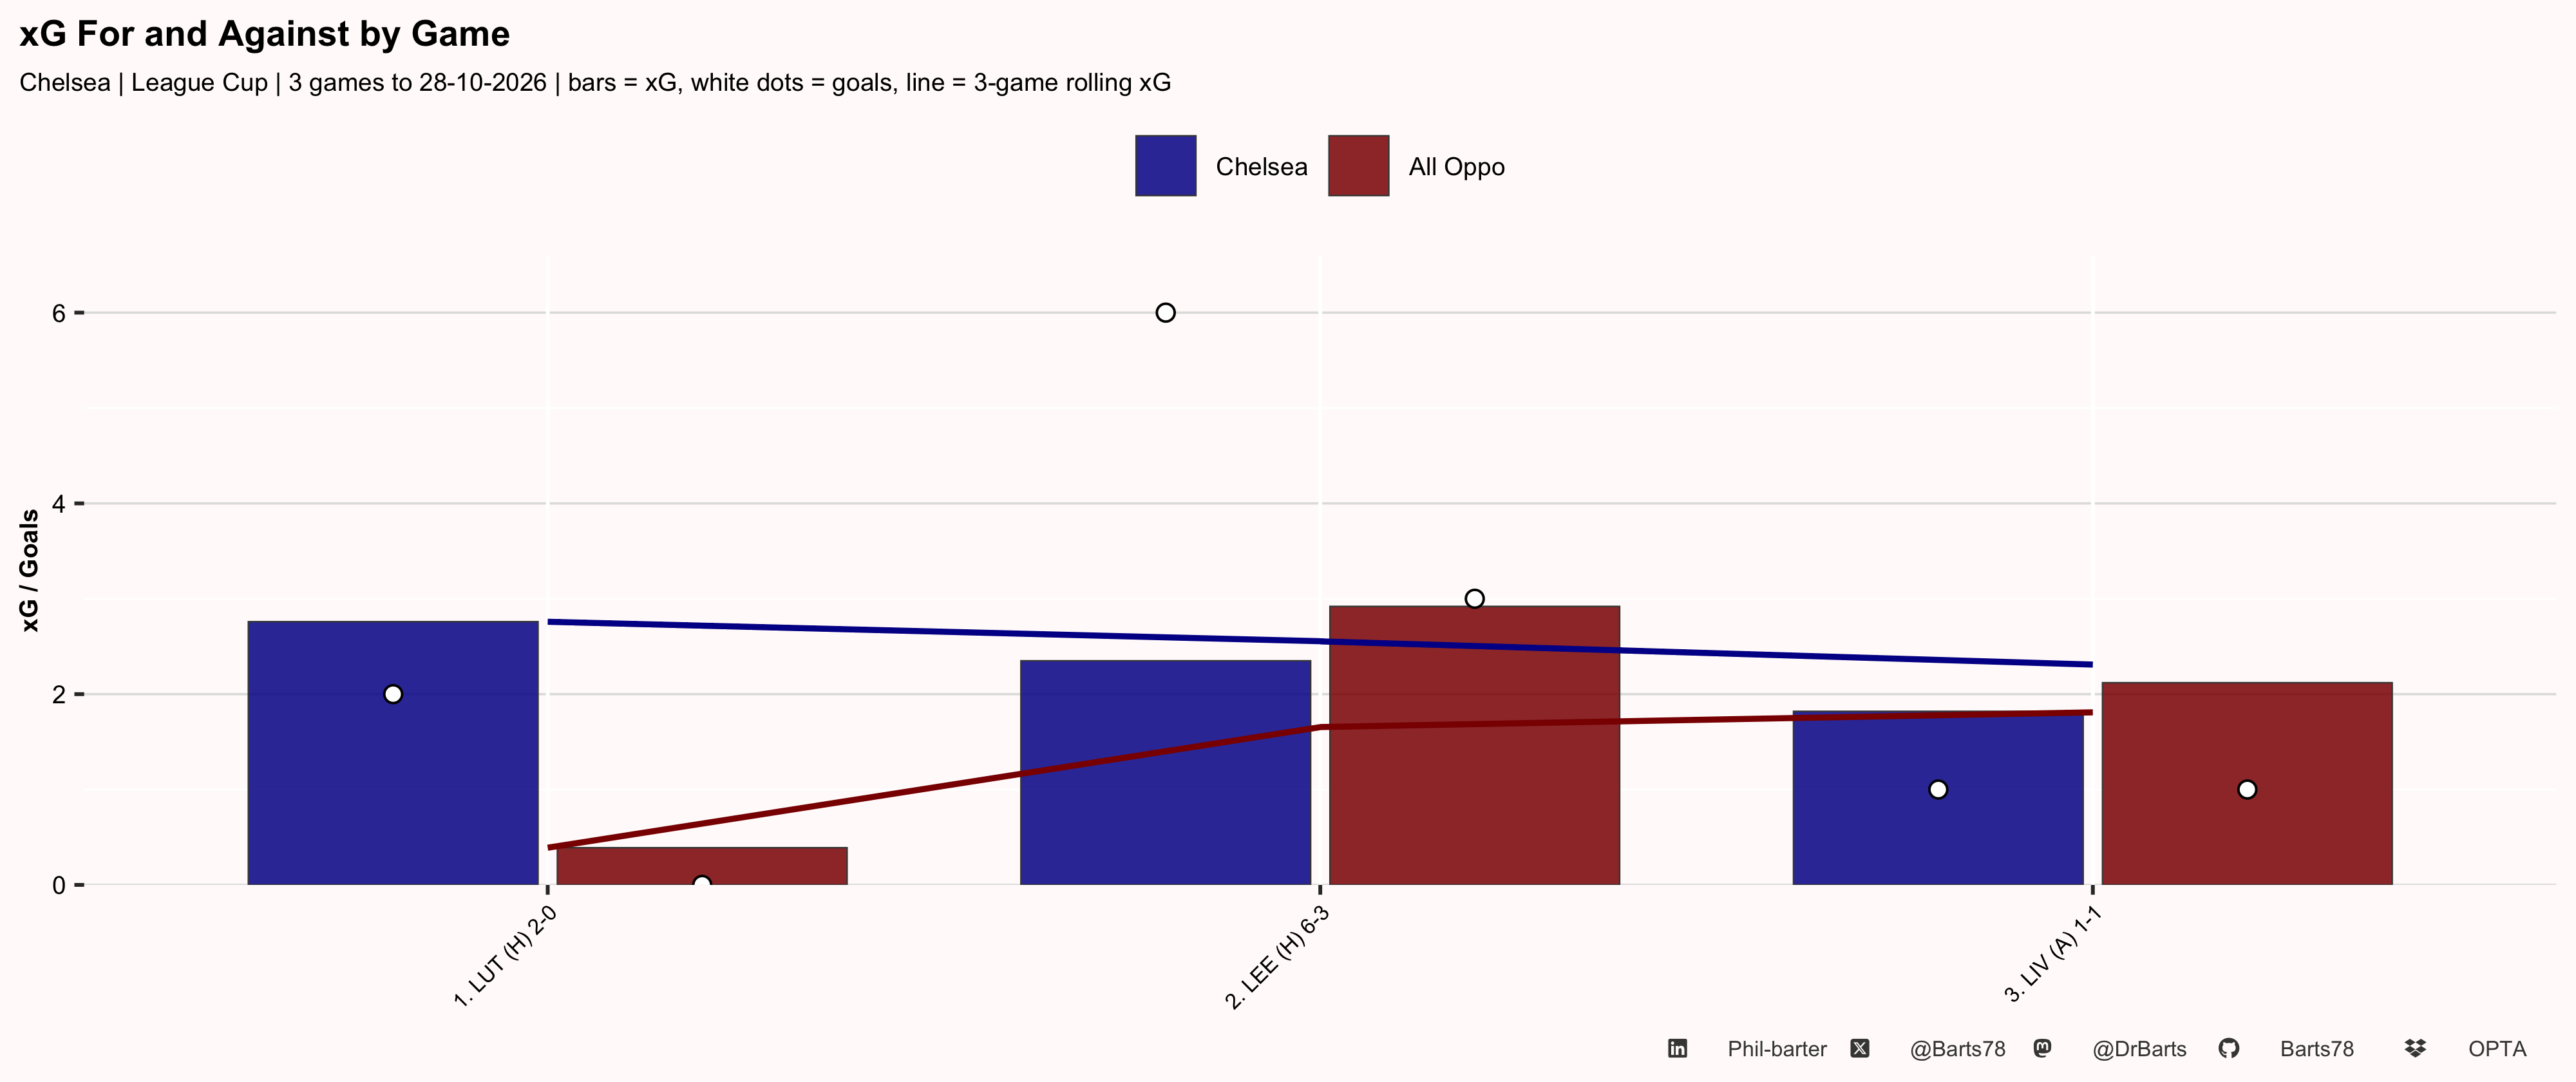 xG For and Against by Game
Chelsea | League Cup | 3 games to 28-10-2026 | bars = xG, white dots = goals, line = 3-game rolling xG
Chelsea All Oppo
xG / Goals
6
4
2
0
1. LUT (H) 2-0
2. LEE (H) 6-3
3. LIV (A) 1-1
Phil-barter @Barts78 @DrBarts Barts78 OPTA